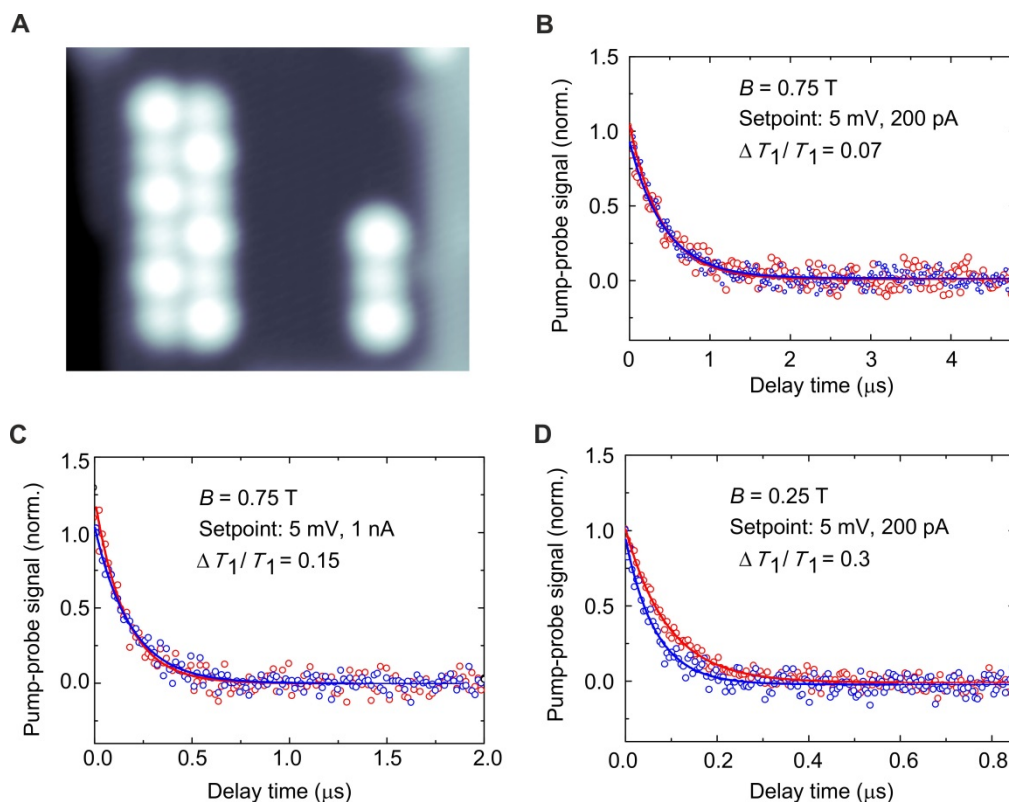 A
B
Pump-probe signal (norm.)
1.5
1.0
0.5
0.0
B = 0.75 T
Setpoint: 5 mV, 200 pA
Δ T1 / T1 = 0.07
0 1 2 3 4
Delay time (μs)
C
Pump-probe signal (norm.)
1.5
1.0
0.5
0.0
B = 0.75 T
Setpoint: 5 mV, 1 nA
Δ T1 / T1 = 0.15
0.0 0.5 1.0 1.5 2.0
Delay time (μs)
D
Pump-probe signal (norm.)
1.5
1.0
0.5
0.0
B = 0.25 T
Setpoint: 5 mV, 200 pA
Δ T1 / T1 = 0.3
0.0 0.2 0.4 0.6 0.8
Delay time (μs)